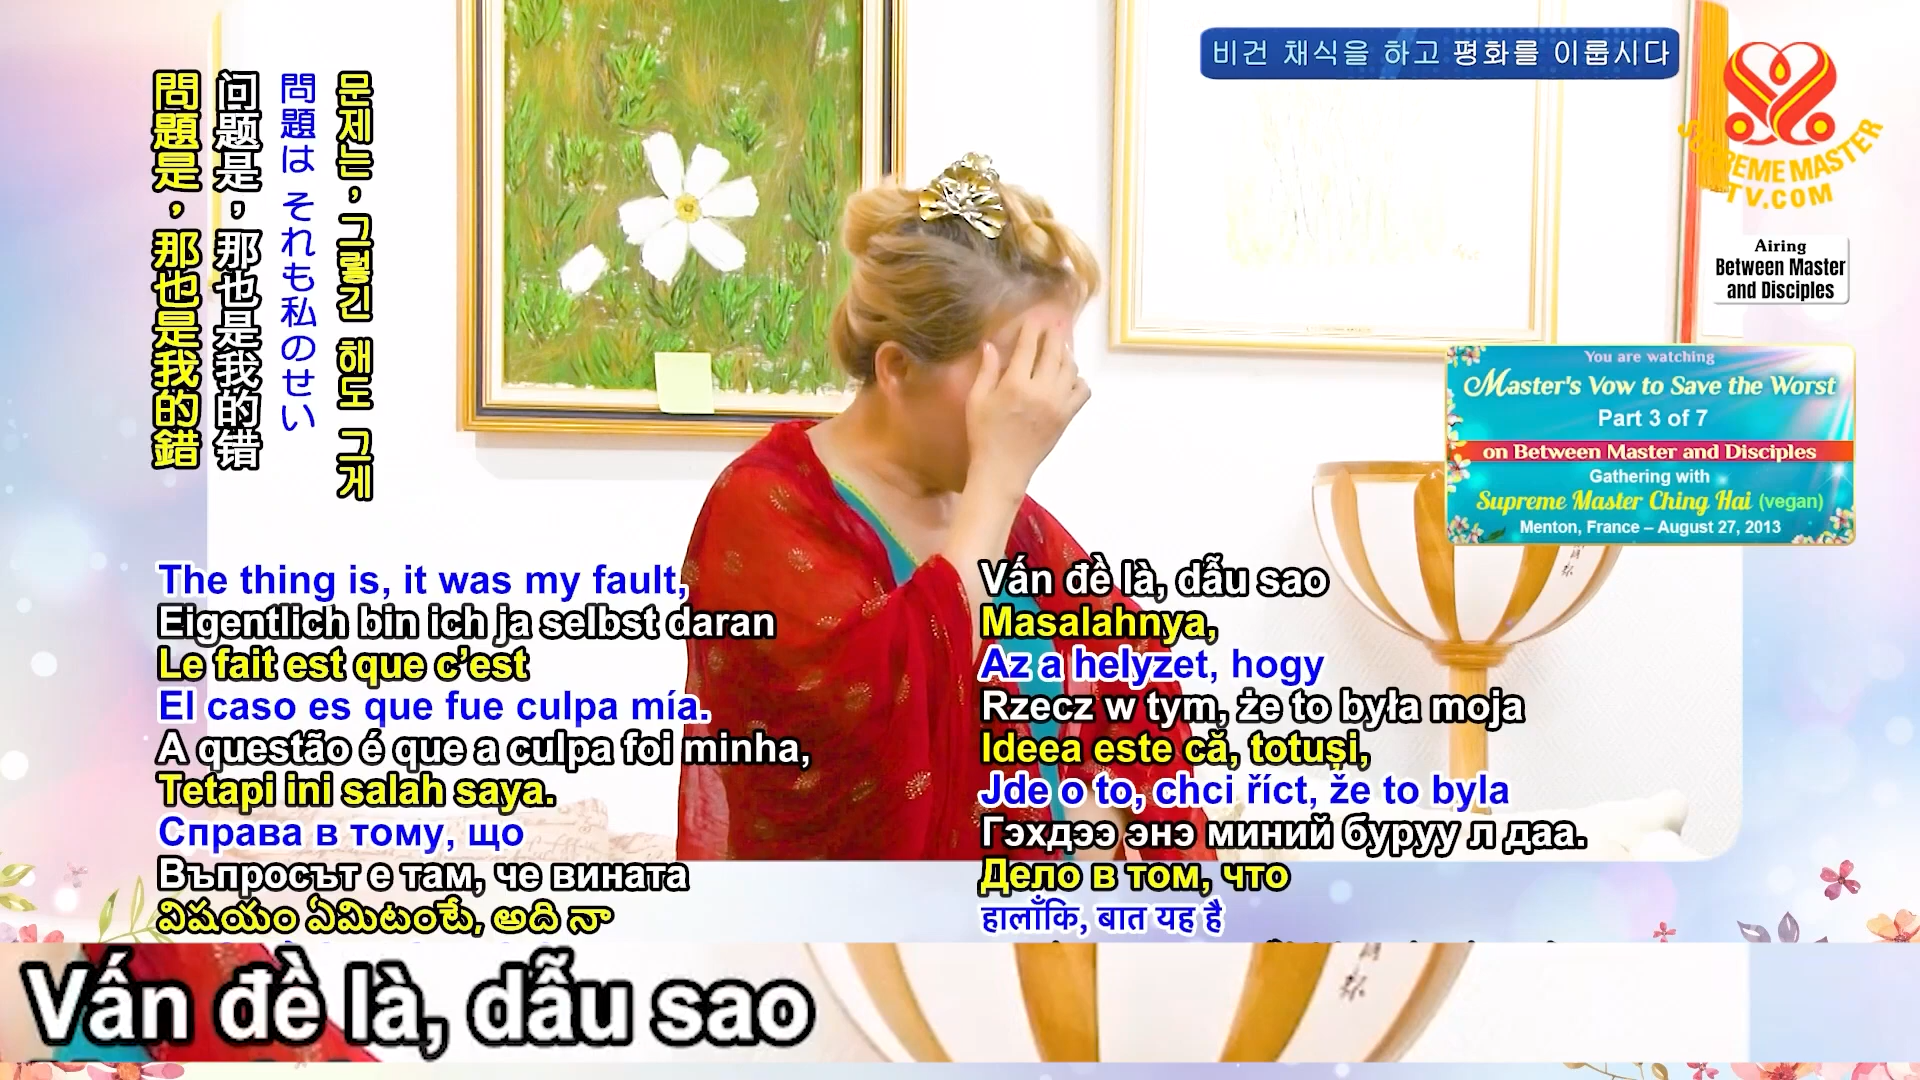 비건 채식을 하고 평화를 이룹시다
SUPREME MASTER
TV.COM
Airing
Between Master
and Disciples
You are watching
Master's Vow to Save the Worst
Part 3 of 7
on Between Master and Disciples
Gathering with
Supreme Master Ching Hai (vegan)
Menton, France – August 27, 2013
문제는, 그렇긴 해도 그게
問題は それも私のせい
问题是，那也是我的错
問題是，那也是我的錯
The thing is, it was my fault,
Eigentlich bin ich ja selbst daran
Le fait est que c’est
El caso es que fue culpa mía.
A questão é que a culpa foi minha,
Tetapi ini salah saya.
Справа в тому, що
Въпросът е там, че вината
విషయం ఏమిటంటే, అది నా
Vấn đề là, dẫu sao
Masalahnya,
Az a helyzet, hogy
Rzecz w tym, że to była moja
Ideea este că, totuși,
Jde o to, chci říct, že to byla
Гэхдээ энэ миний буруу л даа.
Дело в том, что
हालाँकि, बात यह है
Vấn đề là, dẫu sao